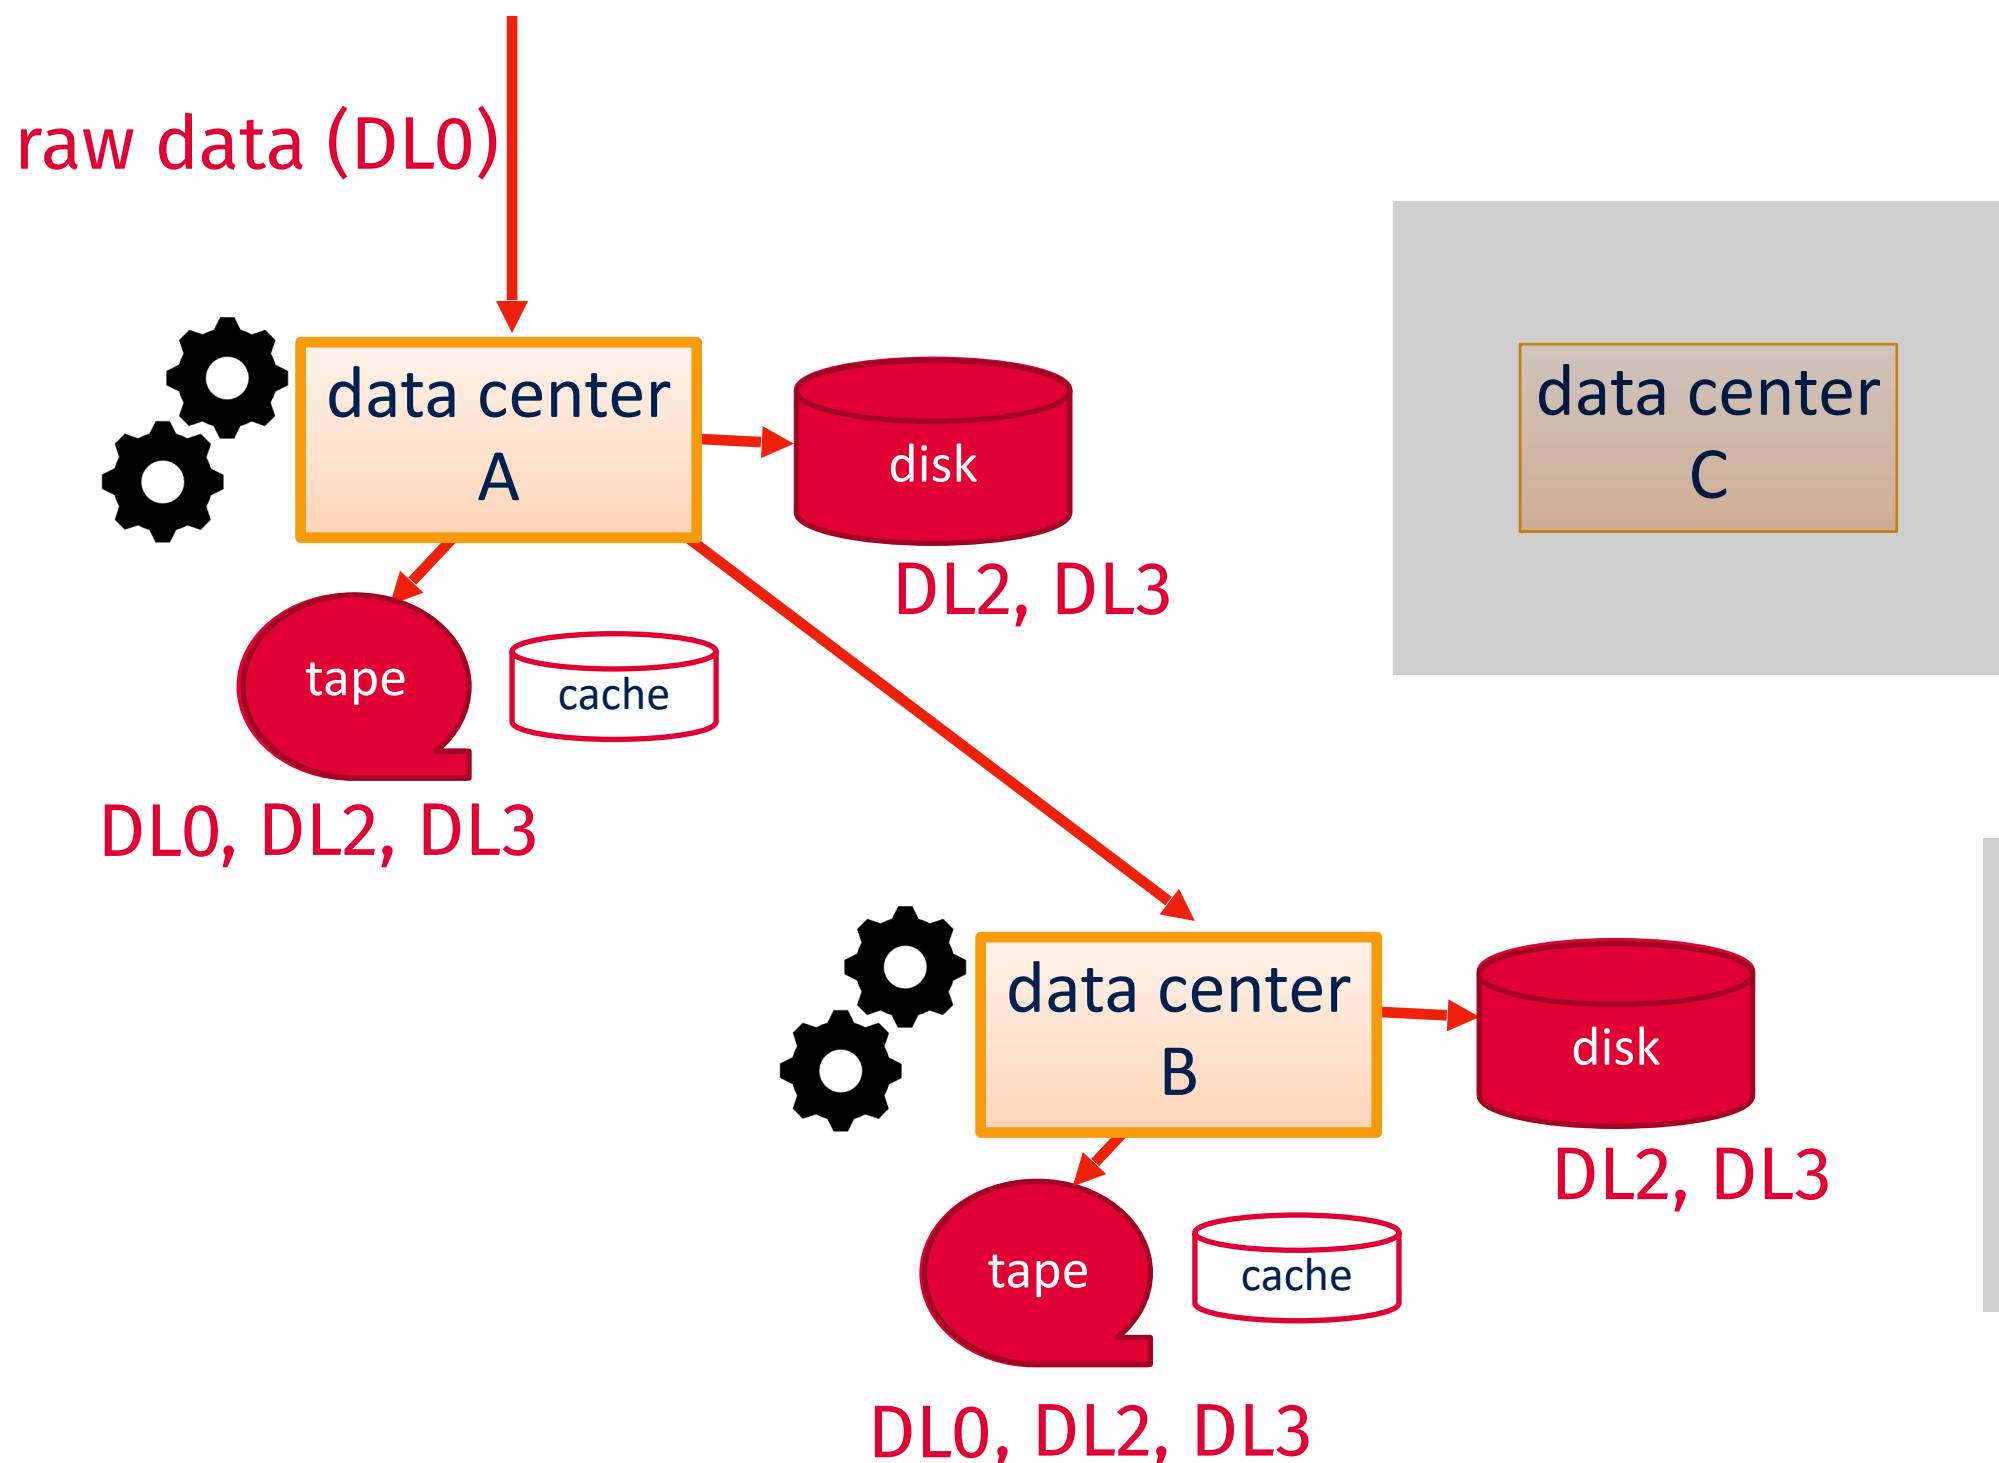 raw data (DL0)
data center
A
disk
DL2, DL3
tape
cache
DL0, DL2, DL3
data center
C
data center
B
disk
DL2, DL3
tape
cache
DL0, DL2, DL3